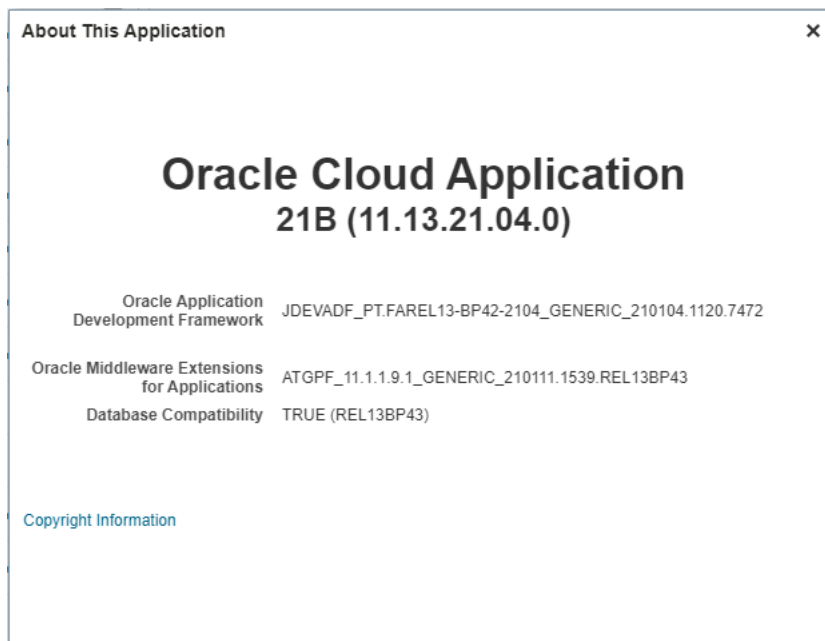 About This Application
×
Oracle Cloud Application
21B (11.13.21.04.0)
Oracle Application
Development Framework
JDEVADF_PT.FAREL13-BP42-2104_GENERIC_210104.1120.7472
Oracle Middleware Extensions
for Applications
ATGPF_11.1.1.9.1_GENERIC_210111.1539.REL13BP43
Database Compatibility TRUE (REL13BP43)
Copyright Information